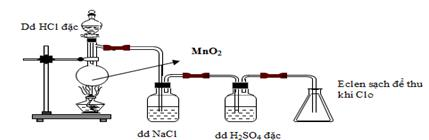 Dd HCl đặc
MnO2
Eclen sạch để thu
khí Clo
dd NaCl
dd H2SO4 đặc